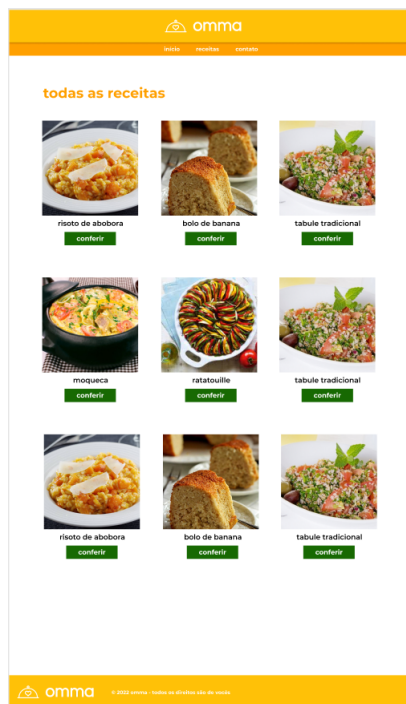 omma
início receitas contato
todas as receitas
risoto de abobora bolo de banana tabule tradicional
conferir conferir conferir
moqueca ratatouille tabule tradicional
conferir conferir conferir
risoto de abobora bolo de banana tabule tradicional
conferir conferir conferir
omma © 2022 omma - todos os direitos são de vocês